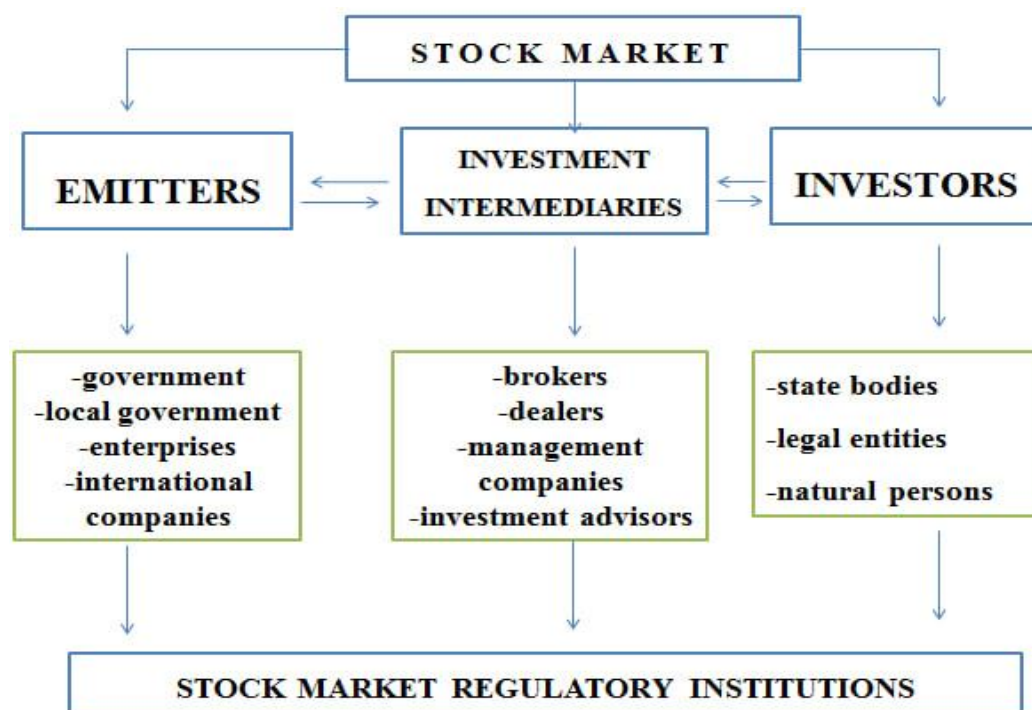 STOCK MARKET
EMITTERS
INVESTMENT
INTERMEDIARIES
INVESTORS
-government
-local government
-enterprises
-international
companies
-brokers
-dealers
-management
companies
-investment advisors
-state bodies
-legal entities
-natural persons
STOCK MARKET REGULATORY INSTITUTIONS